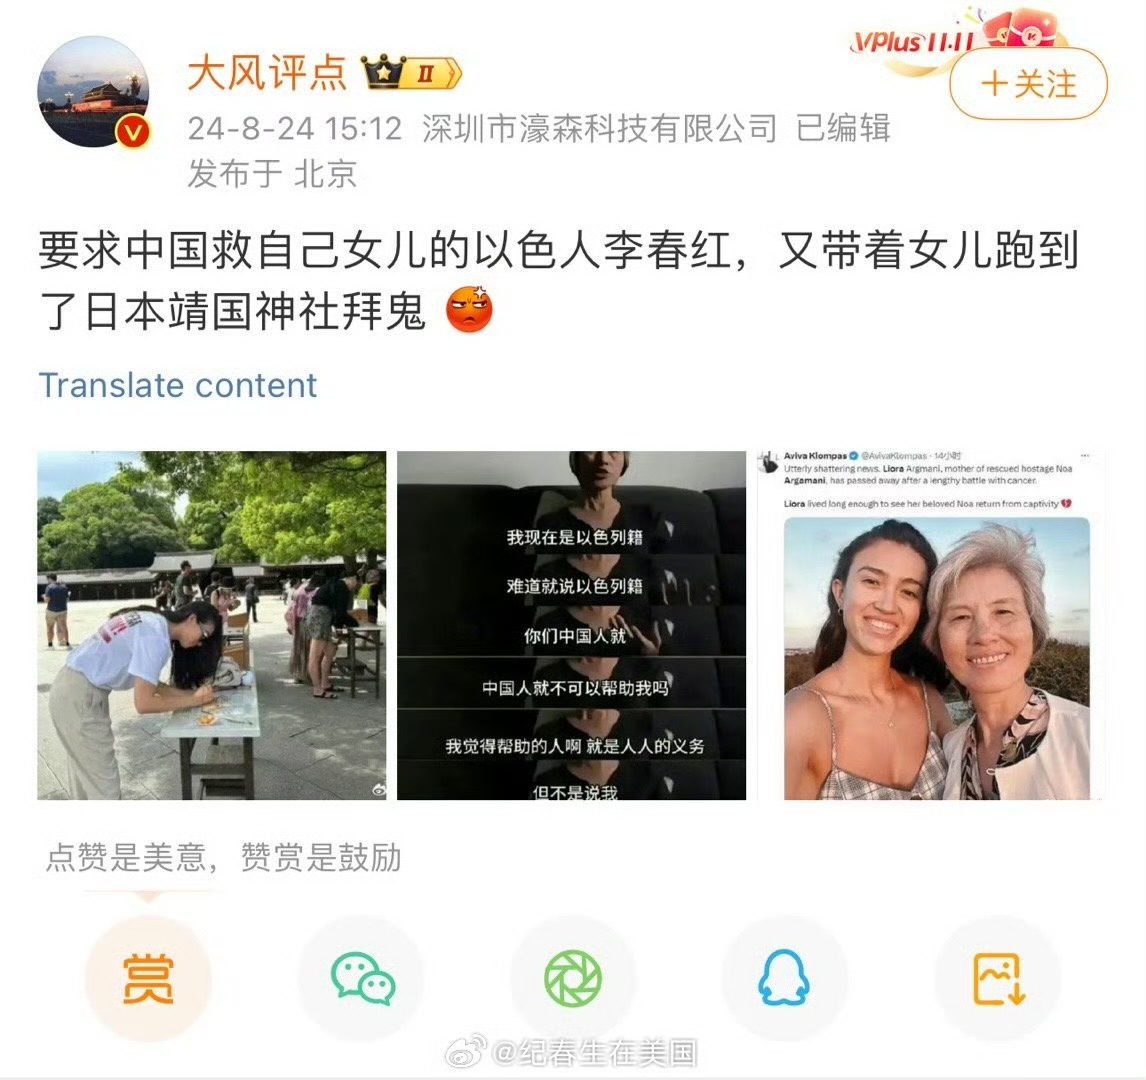 VPlus 11.11
大风评点
II
＋关注
24-8-24 15:12 深圳市濠森科技有限公司 已编辑
发布于 北京
要求中国救自己女儿的以色人李春红，又带着女儿跑到
了日本靖国神社拜鬼
Translate content
我现在是以色列籍
难道就说以色列籍
你们中国人就
中国人就不可以帮助我吗
我觉得帮助的人啊 就是人人的义务
但不是说我
Aviva Klompas @AvivaKlompas · 14小时
Utterly shattering news. Liora Argmani, mother of rescued hostage Noa
Argamani, has passed away after a lengthy battle with cancer.
Liora lived long enough to see her beloved Noa return from captivity
点赞是美意，赞赏是鼓励
赏
@纪春生在美国